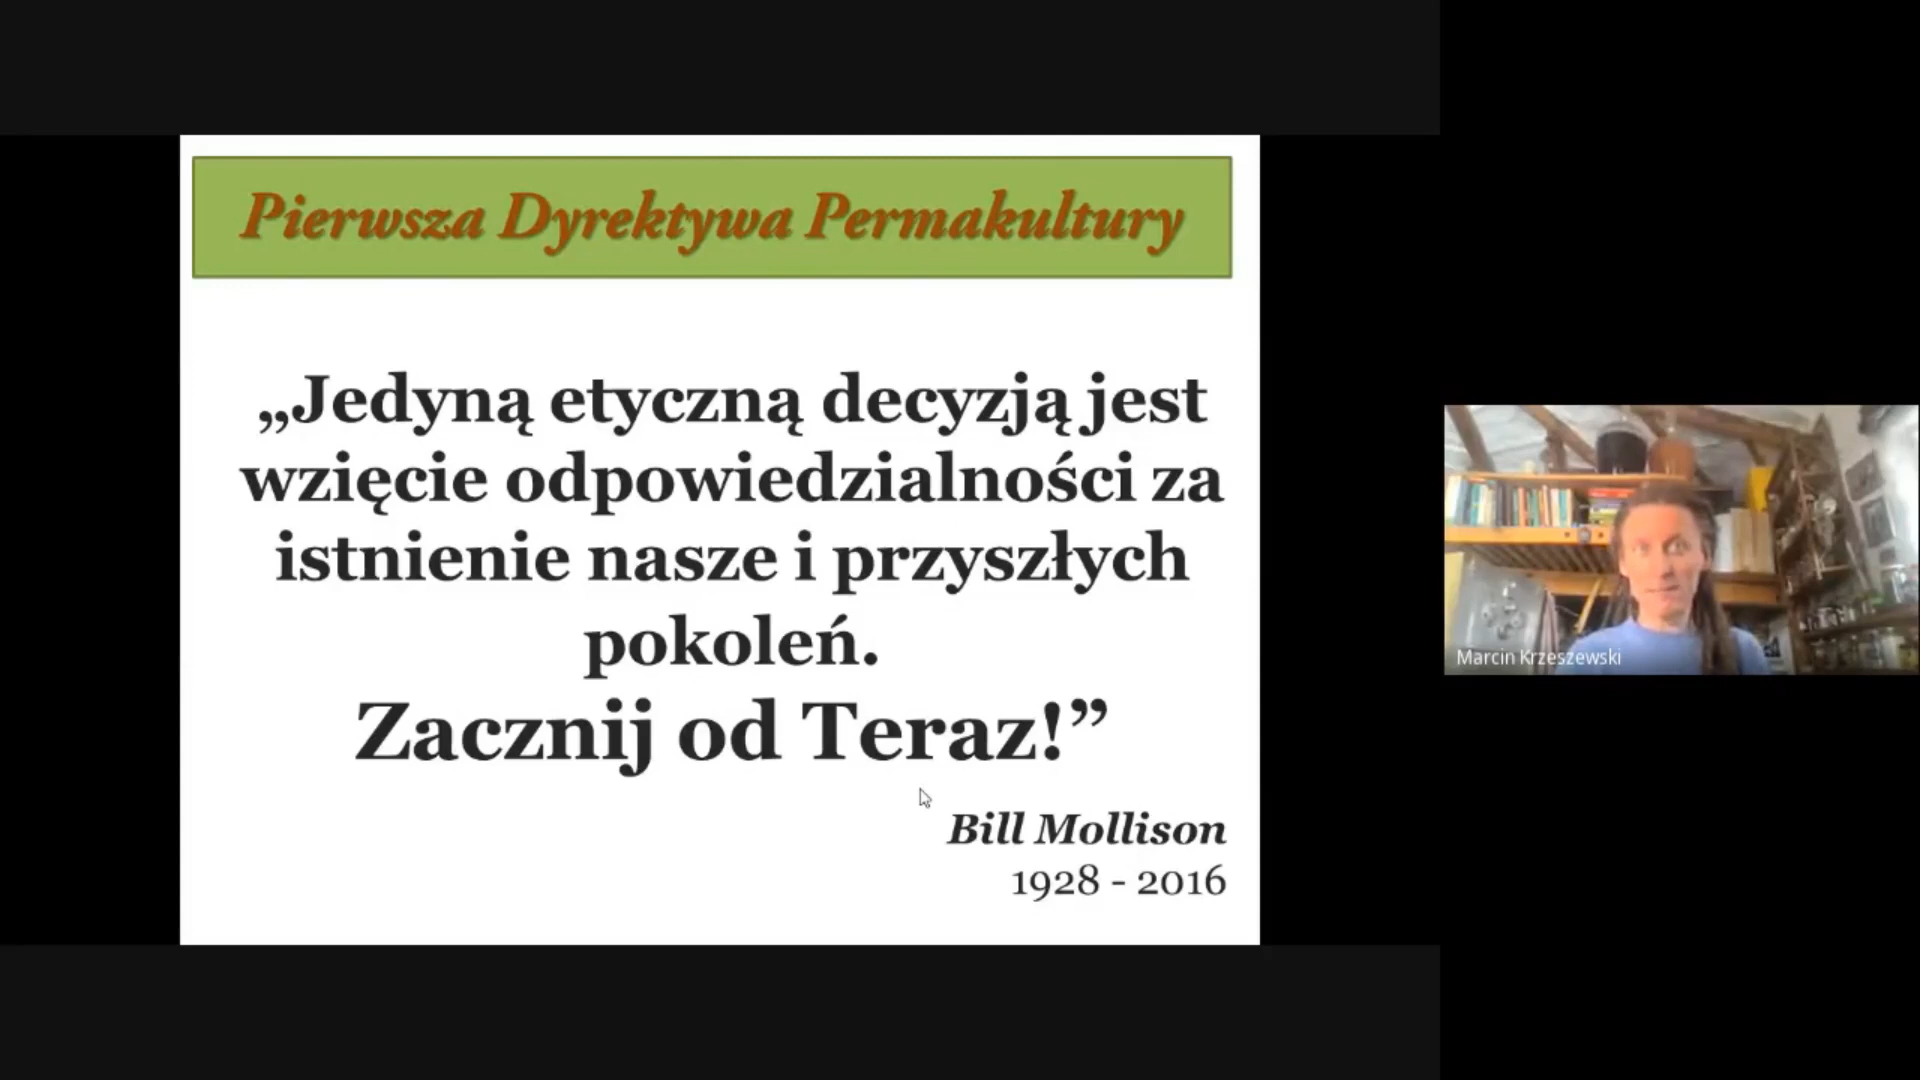 Pierwsza Dyrektywa Permakultury
„Jedyną etyczną decyzją jest
wzięcie odpowiedzialności za
istnienie nasze i przyszłych
pokoleń.
Zacznij od Teraz!”
Bill Mollison
1928 - 2016
Marcin Krzeszewski